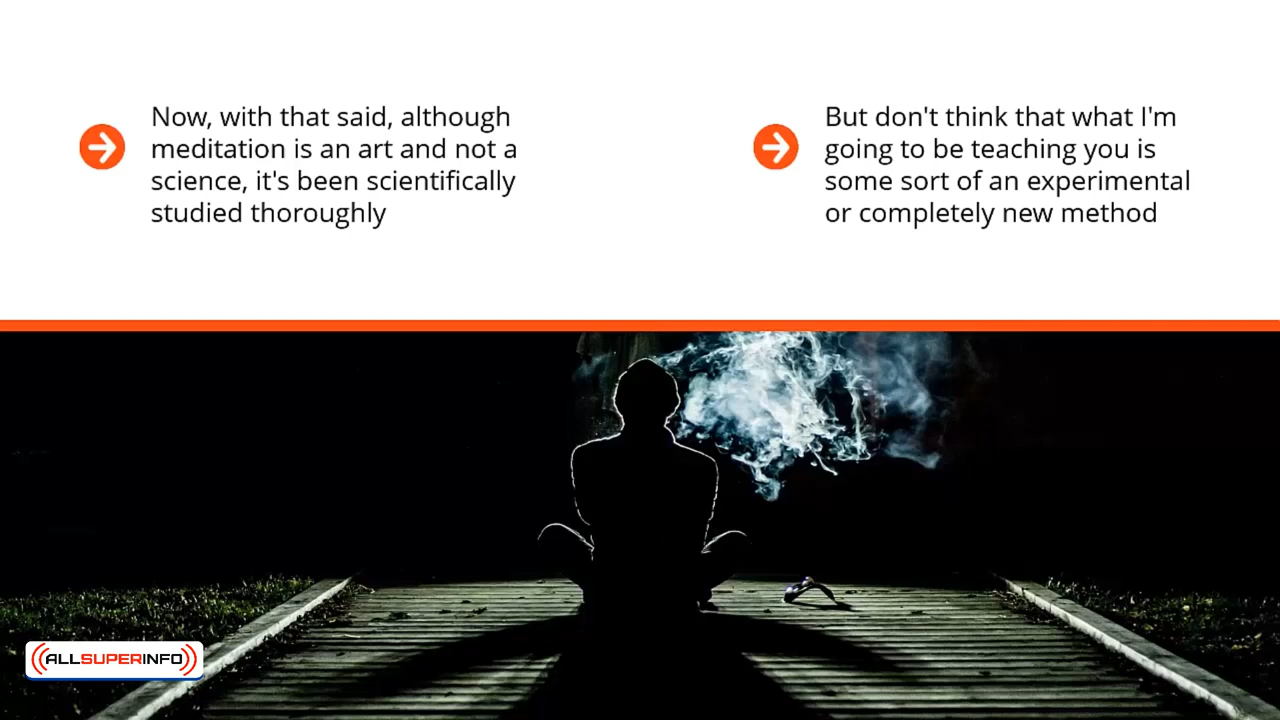 Now, with that said, although
meditation is an art and not a
science, it's been scientifically
studied thoroughly
But don't think that what I'm
going to be teaching you is
some sort of an experimental
or completely new method
ALLSUPERINFO